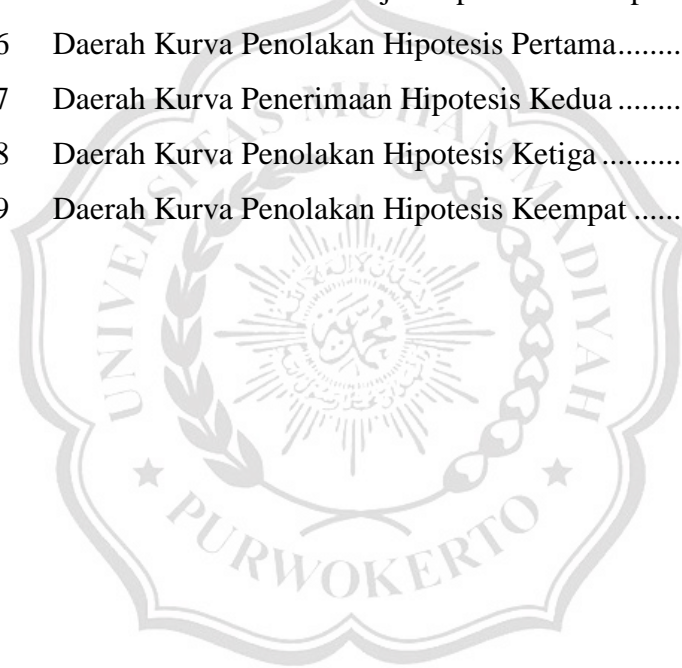 6 Daerah Kurva Penolakan Hipotesis Pertama........
7 Daerah Kurva Penerimaan Hipotesis Kedua ........
8 Daerah Kurva Penolakan Hipotesis Ketiga ..........
9 Daerah Kurva Penolakan Hipotesis Keempat ......
UNIVERSITAS MUHAMMADIYAH
PURWOKERTO